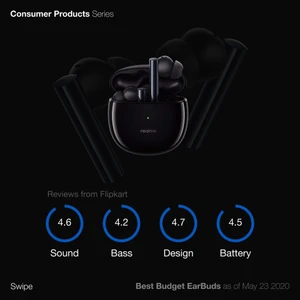 Consumer Products Series
realme
Reviews from Flipkart
4.6
4.2
4.7
4.5
Sound
Bass
Design
Battery
Swipe
Best Budget EarBuds as of May 23 2020